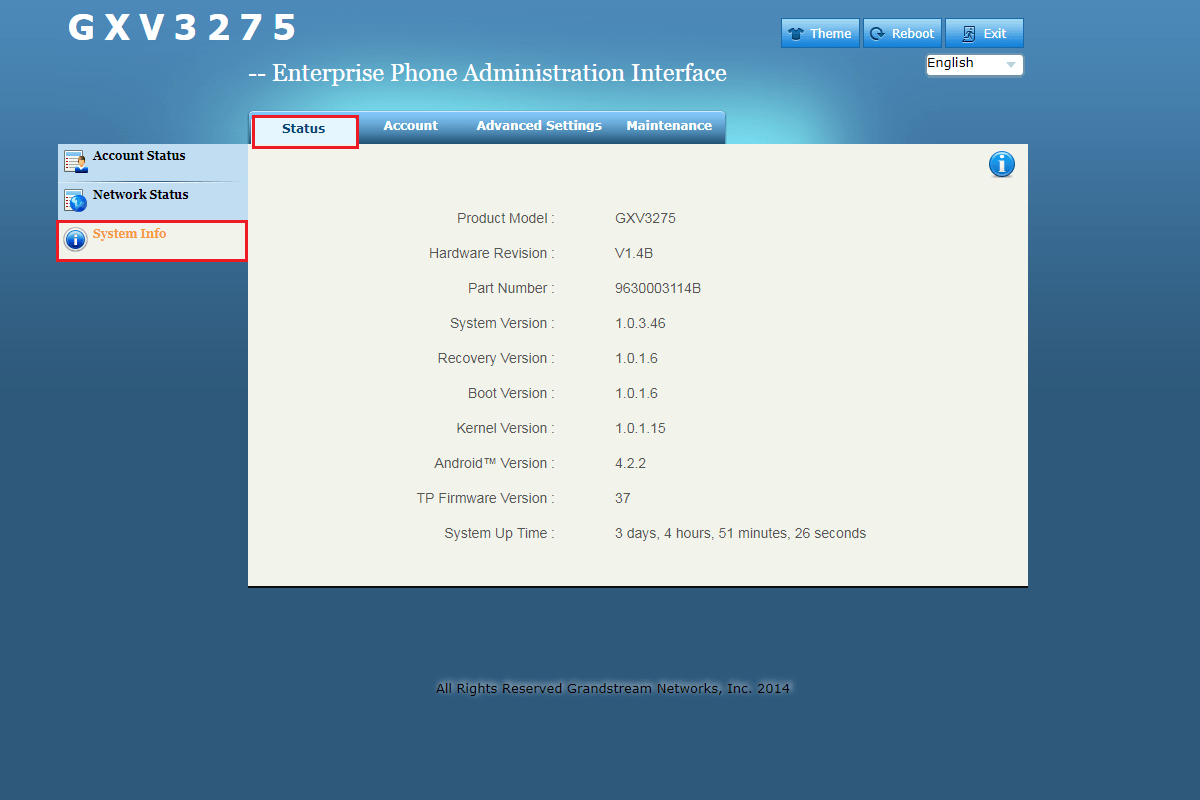 GXV3275
Theme
Reboot
Exit
English
-- Enterprise Phone Administration Interface
Status
Account
Advanced Settings
Maintenance
Account Status
Network Status
System Info
Product Model : GXV3275
Hardware Revision : V1.4B
Part Number : 9630003114B
System Version : 1.0.3.46
Recovery Version : 1.0.1.6
Boot Version : 1.0.1.6
Kernel Version : 1.0.1.15
Android™ Version : 4.2.2
TP Firmware Version : 37
System Up Time : 3 days, 4 hours, 51 minutes, 26 seconds
All Rights Reserved Grandstream Networks, Inc. 2014